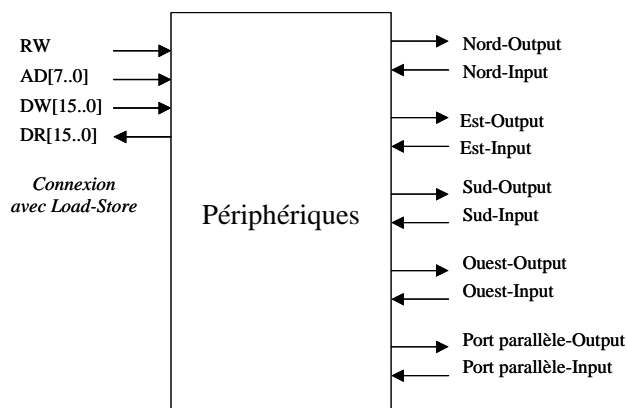 RW
AD[7..0]
DW[15..0]
DR[15..0]
Connexion
avec Load-Store
Périphériques
Nord-Output
Nord-Input
Est-Output
Est-Input
Sud-Output
Sud-Input
Ouest-Output
Ouest-Input
Port parallèle-Output
Port parallèle-Input